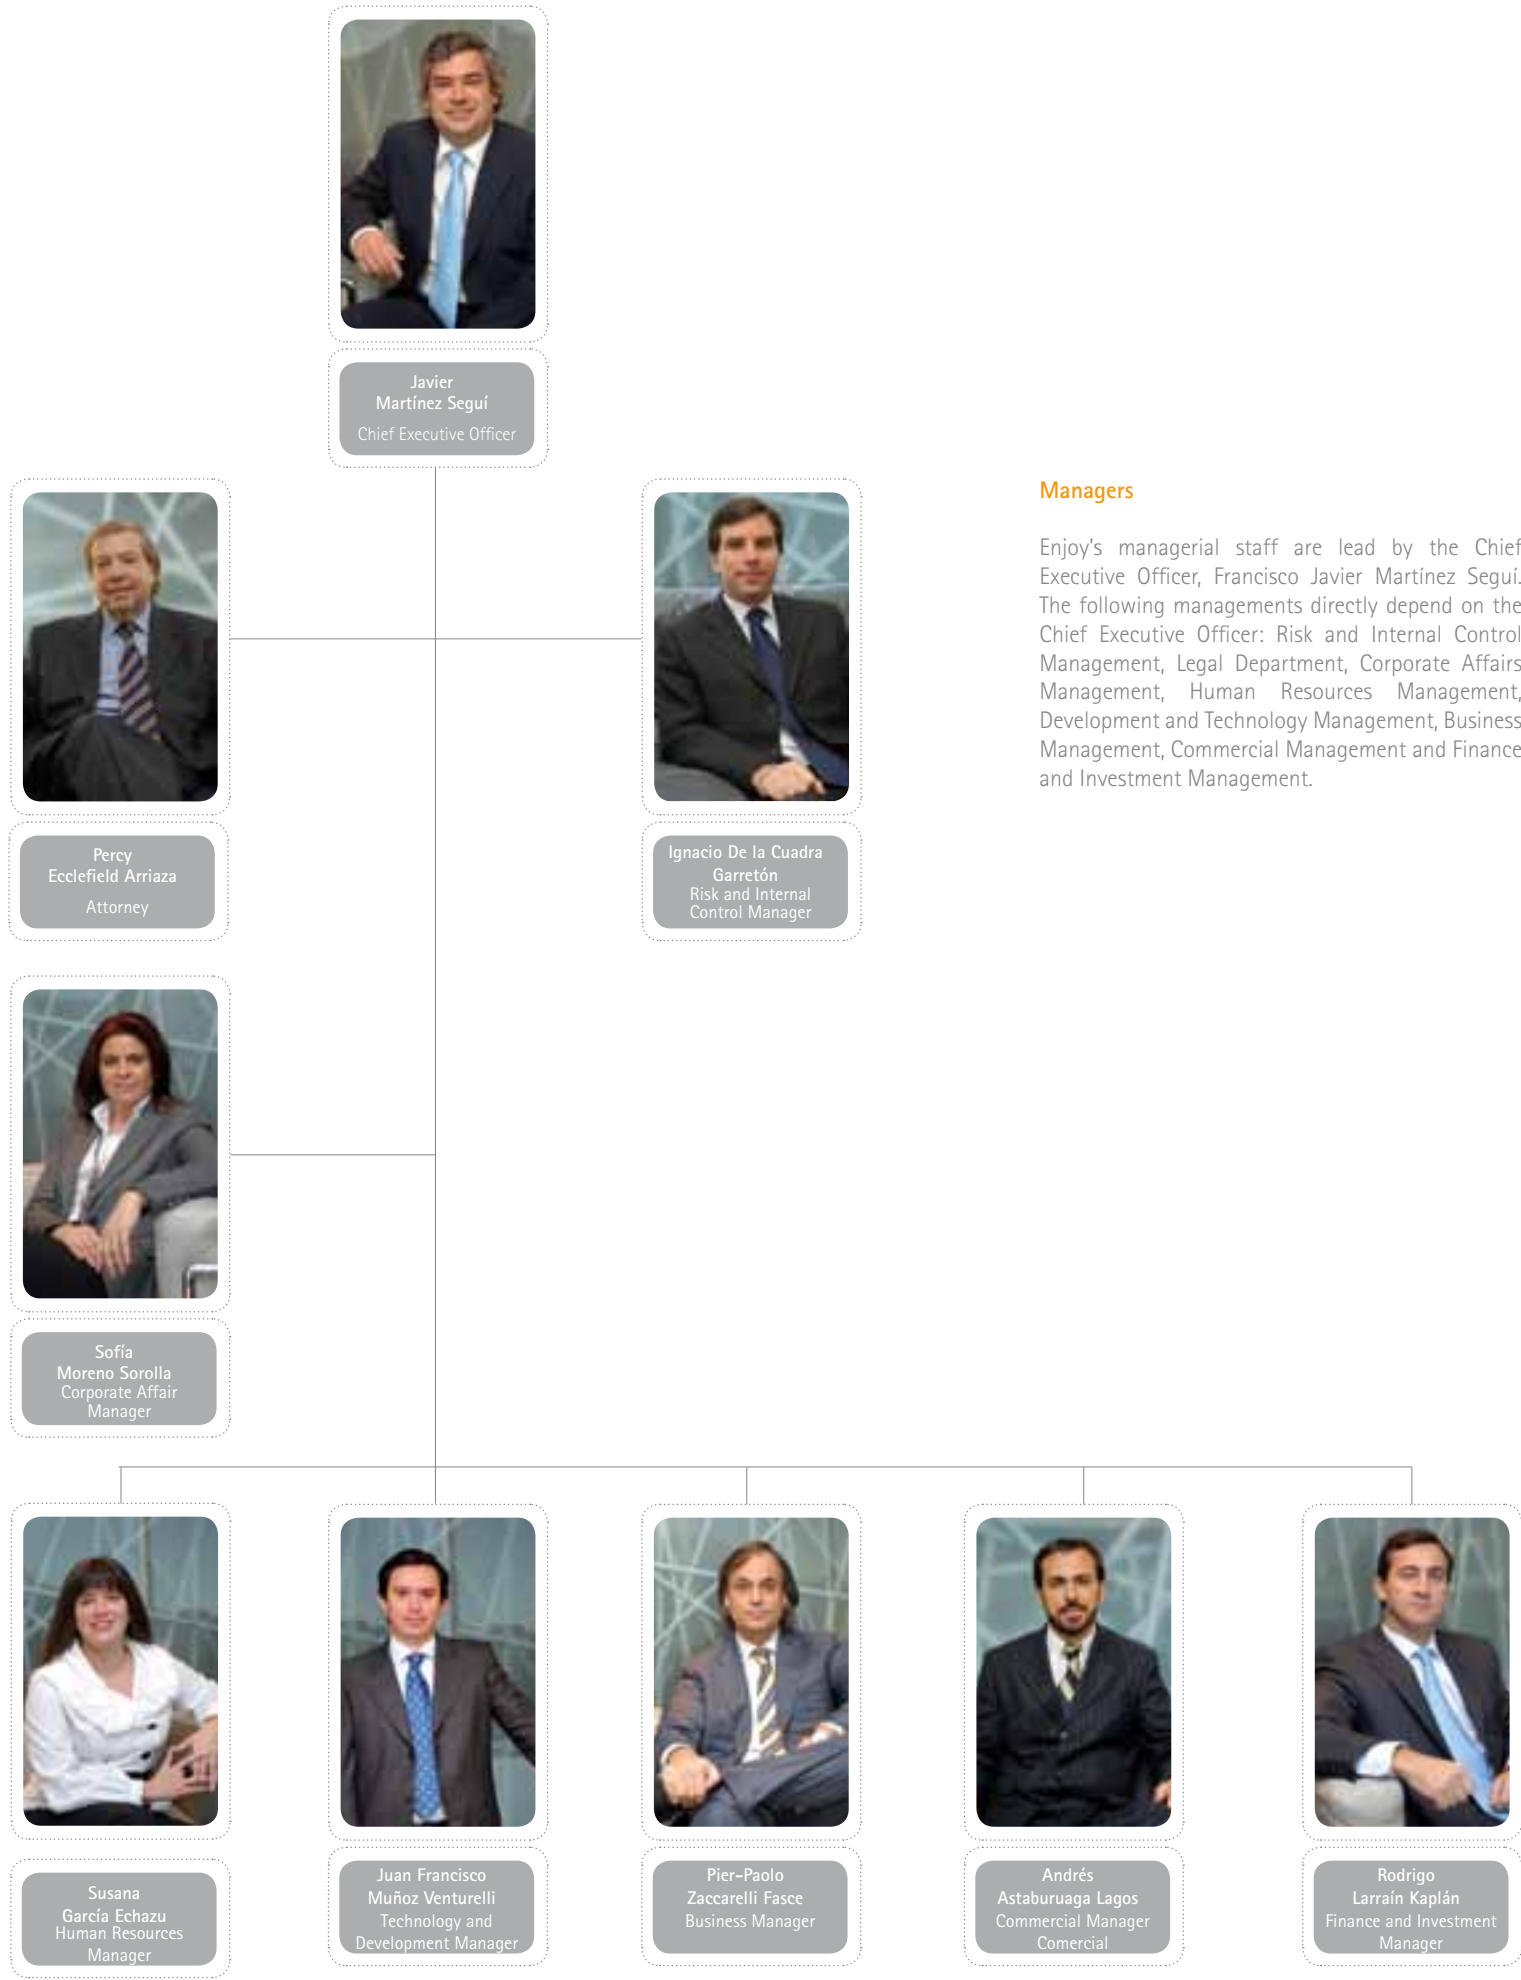 Javier
Martínez Seguí
Chief Executive Officer
Managers
Enjoy's managerial staff are lead by the Chief
Executive Officer, Francisco Javier Martínez Seguí.
The following managements directly depend on the
Chief Executive Officer: Risk and Internal Control
Management, Legal Department, Corporate Affairs
Management, Human Resources Management,
Development and Technology Management, Business
Management, Commercial Management and Finance
and Investment Management.
Percy
Ecclefield Arriaza
Attorney
Ignacio De la Cuadra
Garretón
Risk and Internal
Control Manager
Sofía
Moreno Sorolla
Corporate Affair
Manager
Susana
García Echazu
Human Resources
Manager
Juan Francisco
Muñoz Venturelli
Technology and
Development Manager
Pier-Paolo
Zaccarelli Fasce
Business Manager
Andrés
Astaburuaga Lagos
Commercial Manager
Comercial
Rodrigo
Larraín Kaplán
Finance and Investment
Manager